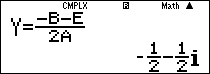 CMPLX R Math ▲
Y=(-B-E)/(2A)
-1/2-1/2i